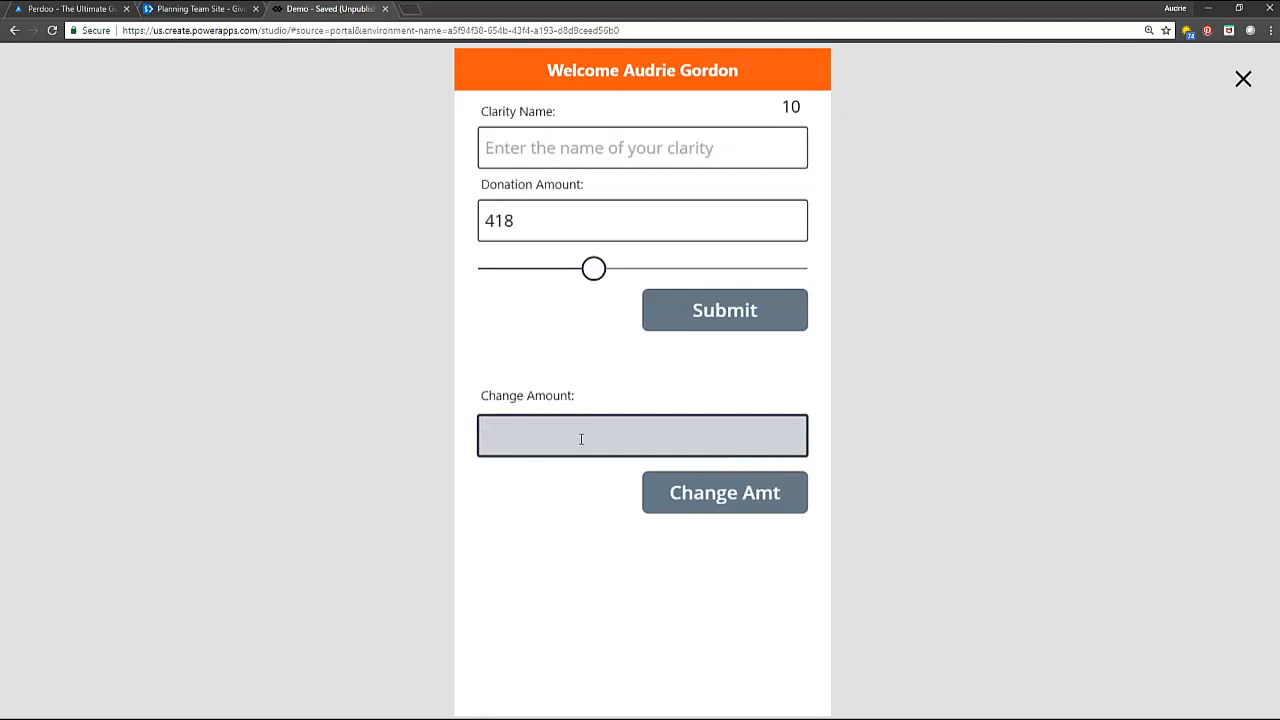 Perdoo - The Ultimate G
Planning Team Site - Give
Demo - Saved (Unpublish
Audrie
Secure
https://us.create.powerapps.com/studio/#source=portal&environment-name=a5f94f38-654b-43f4-a193-d8d9ceed56b0
Welcome Audrie Gordon
Clarity Name:
10
Enter the name of your clarity
Donation Amount:
418
Submit
Change Amount:
Change Amt